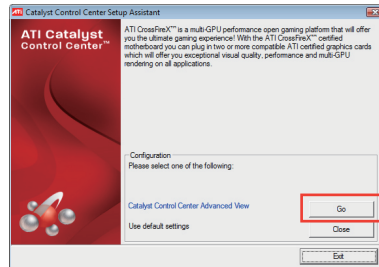 Catalyst Control Center Setup Assistant
ATI Catalyst
Control Center™
ATI CrossFireX™ is a multi-GPU performance open gaming platform that will offer
you the ultimate gaming experience! With the ATI CrossFireX™ certified
motherboard you can plug in two or more compatible ATI certified graphics cards
which will offer you exceptional visual quality, performance and multi-GPU
rendering on all applications.
Configuration
Please select one of the following:
Catalyst Control Center Advanced View
Go
Use default settings
Close
Exit